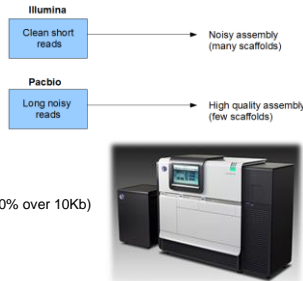 Illumina
Clean short
reads
Noisy assembly
(many scaffolds)
Pacbio
Long noisy
reads
High quality assembly
(few scaffolds)
0% over 10Kb)